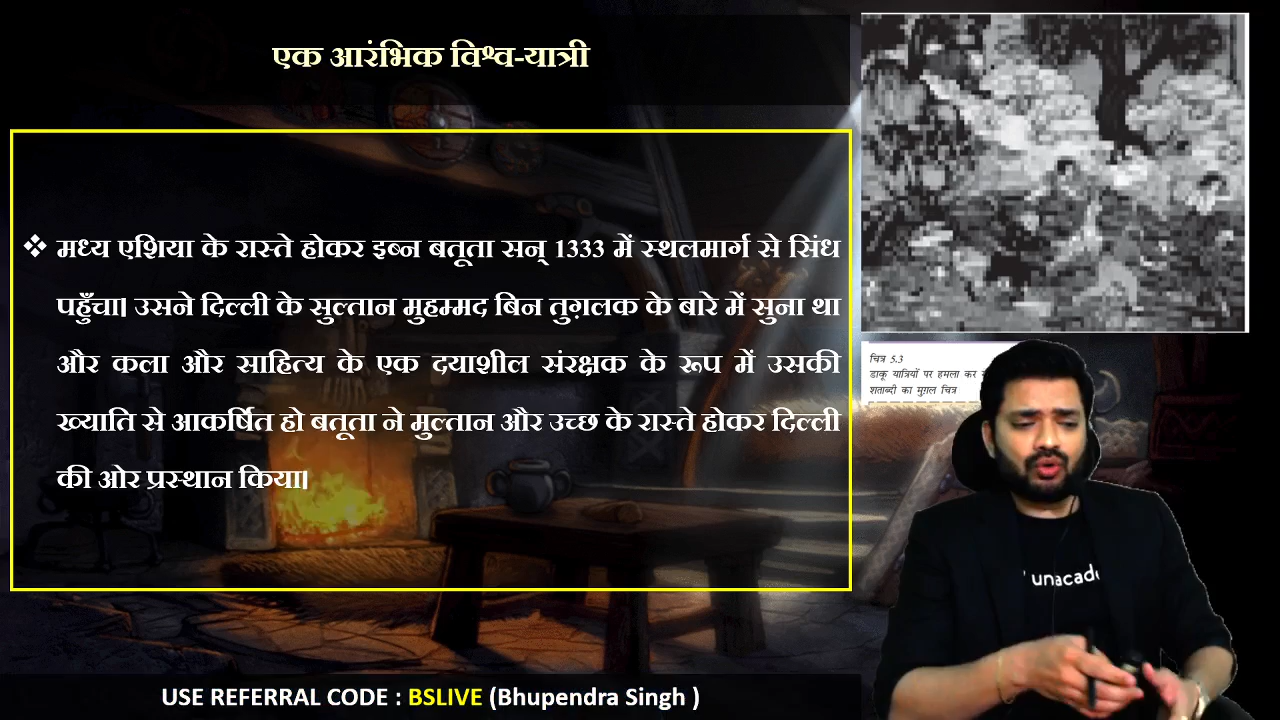 एक आरंभिक विश्व-यात्री
❖ मध्य एशिया के रास्ते होकर इब्न बतूता सन् 1333 में स्थलमार्ग से सिंध
पहुँचा। उसने दिल्ली के सुल्तान मुहम्मद बिन तुग़लक के बारे में सुना था
और कला और साहित्य के एक दयाशील संरक्षक के रूप में उसकी
ख्याति से आकर्षित हो बतूता ने मुल्तान और उच्छ के रास्ते होकर दिल्ली
की ओर प्रस्थान किया।
चित्र 5.3
डाकू यात्रियों पर हमला कर
शताब्दी का मुग़ल चित्र
unacade
USE REFERRAL CODE : BSLIVE (Bhupendra Singh )